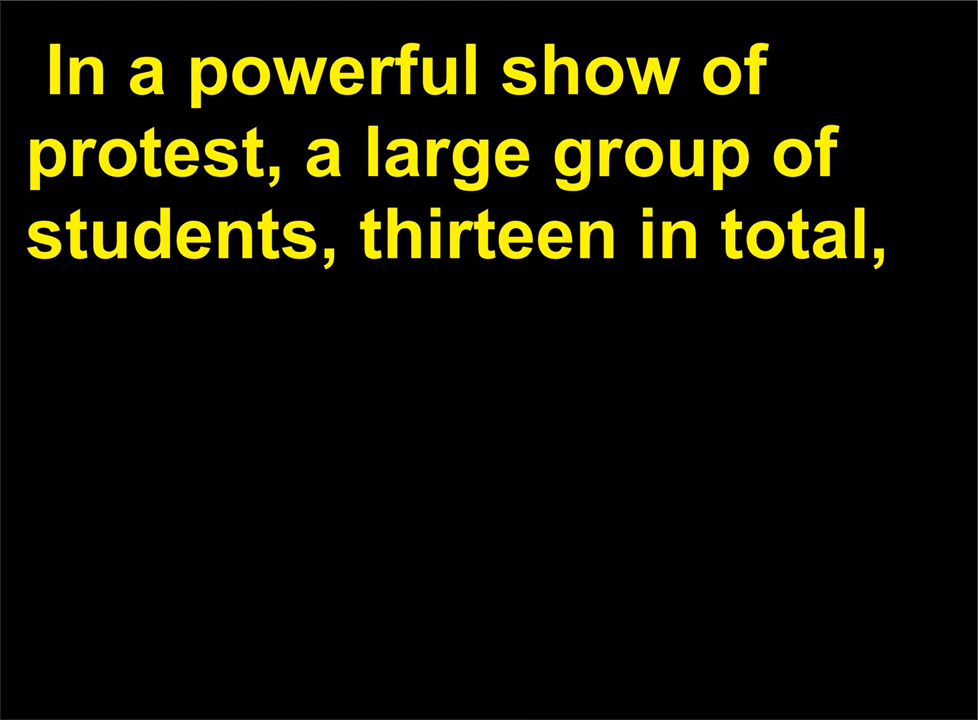 In a powerful show of
protest, a large group of
students, thirteen in total,